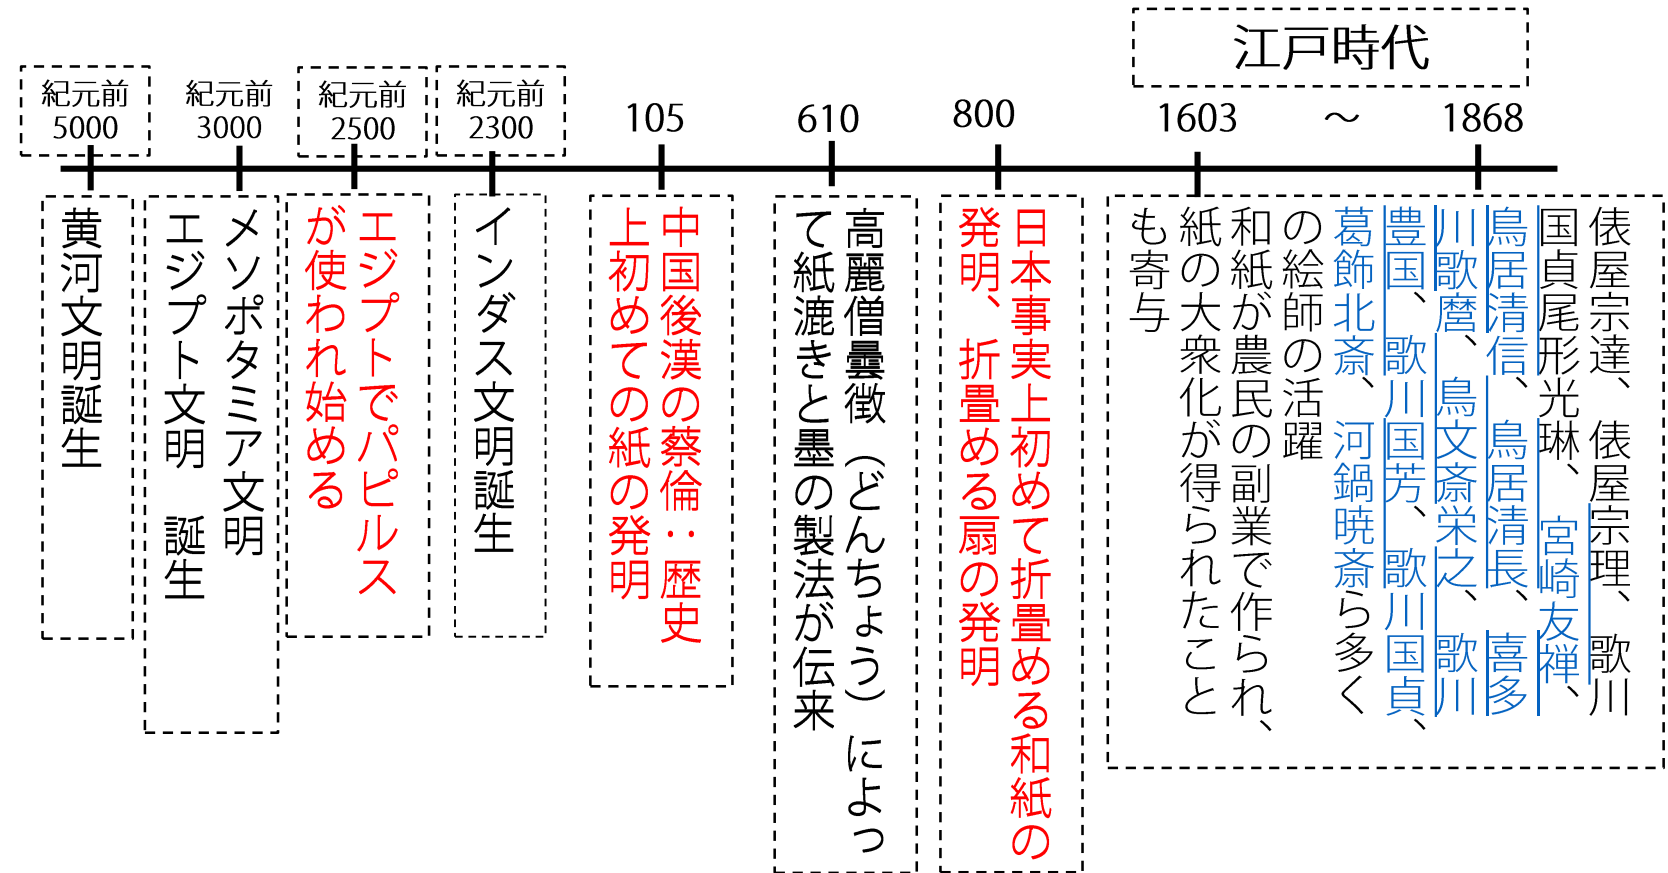 江戸時代
紀元前
5000
紀元前
3000
紀元前
2500
紀元前
2300
105
610
800
1603
～
1868
黄河文明誕生
メソポタミア文明
エジプト文明　誕生
エジプトでパピルス
が使われ始める
インダス文明誕生
中国後漢の蔡倫：歴史
上初めての紙の発明
高麗僧曇徴（どんちょう）によっ
て紙漉きと墨の製法が伝来
日本事実上初めて折畳める和紙の
発明、折畳める扇の発明
俵屋宗達、俵屋宗理、歌川
国貞尾形光琳、宮崎友禅、
鳥居清信、鳥居清長、喜多
川歌麿、鳥文斎栄之、歌川
豊国、歌川国芳、歌川国貞、
葛飾北斎、河鍋暁斎ら多く
の絵師の活躍
和紙が農民の副業で作られ、
紙の大衆化が得られたこと
も寄与